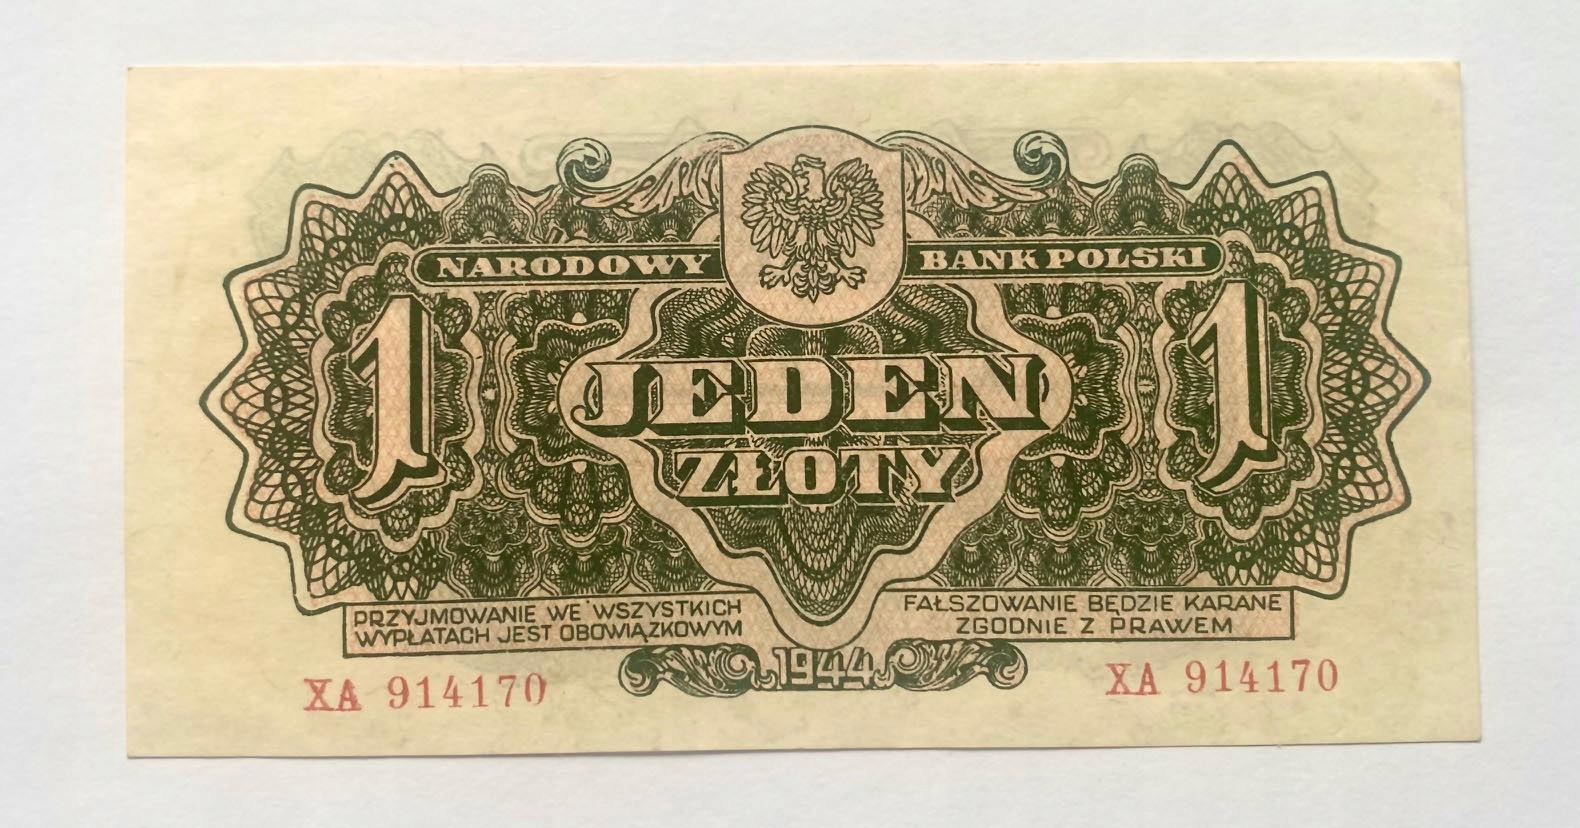 NARODOWY BANK POLSKI
1 1
JEDEN
ZŁOTY
PRZYJMOWANIE WE WSZYSTKICH
WYPŁATACH JEST OBOWIĄZKOWYM
FAŁSZOWANIE BĘDZIE KARANE
ZGODNIE Z PRAWEM
1944
XA 914170
XA 914170